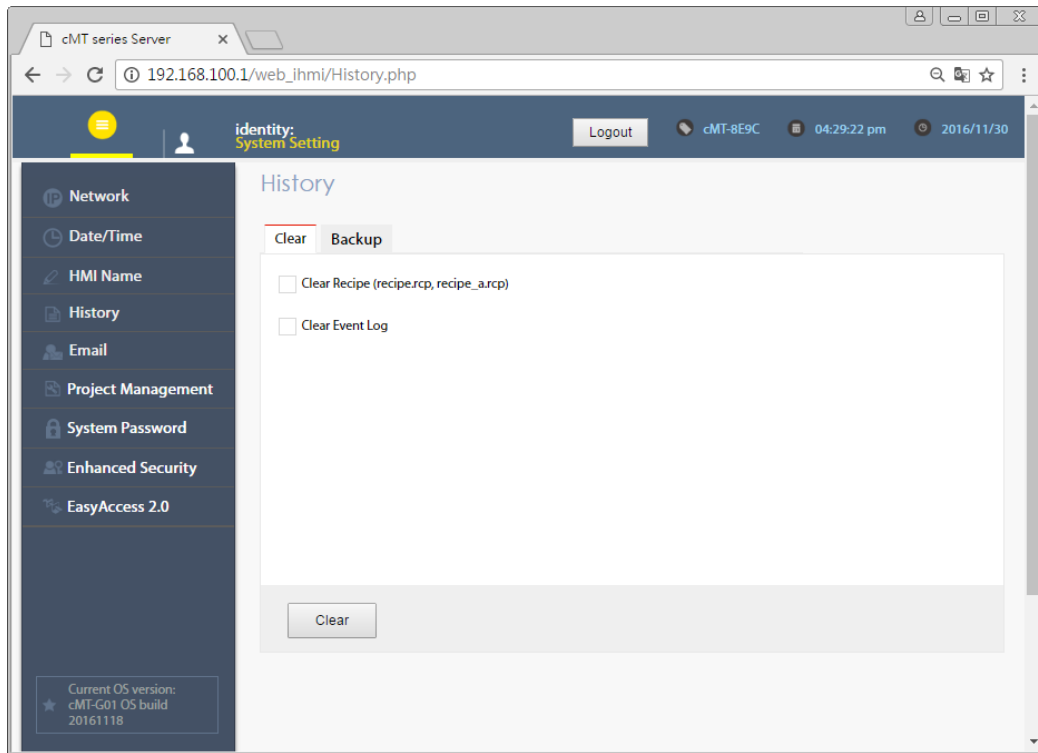 cMT series Server
192.168.100.1/web_ihmi/History.php
identity:
System Setting
Logout
cMT-8E9C
04:29:22 pm
2016/11/30
Network
Date/Time
HMI Name
History
Email
Project Management
System Password
Enhanced Security
EasyAccess 2.0
Current OS version:
cMT-G01 OS build
20161118
History
Clear
Backup
Clear Recipe (recipe.rcp, recipe_a.rcp)
Clear Event Log
Clear